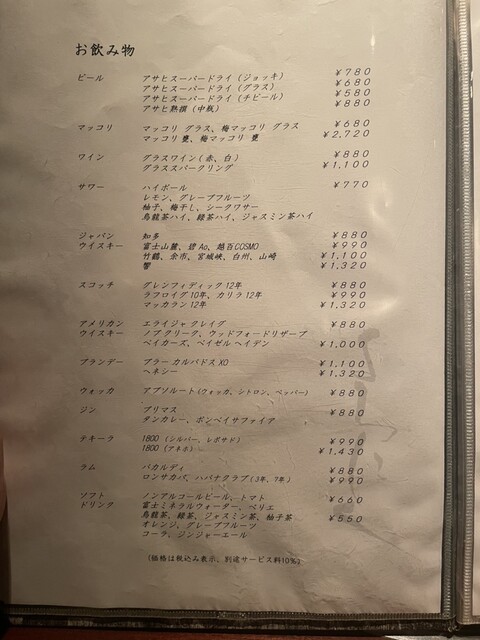 お飲み物
ビール アサヒスーパードライ (ジョッキ) ¥780
アサヒスーパードライ (グラス) ¥680
アサヒスーパードライ (チビール) ¥580
アサヒ熟撰 (中瓶) ¥880
マッコリ マッコリ グラス、梅マッコリ グラス ¥680
マッコリ 甕、梅マッコリ 甕 ¥2,720
ワイン グラスワイン (赤、白) ¥880
グラススパークリング ¥1,100
サワー ハイボール ¥770
レモン、グレープフルーツ
柚子、梅干し、シークワサー
烏龍茶ハイ、緑茶ハイ、ジャスミン茶ハイ
ジャパン 知多 ¥880
ウイスキー 富士山麓、碧Ao、越百COSMO ¥990
竹鶴、余市、宮城峡、白州、山崎 ¥1,100
響 ¥1,320
スコッチ グレンフィディック 12年 ¥880
ラフロイグ 10年、カリラ 12年 ¥990
マッカラン 12年 ¥1,320
アメリカン エライジャクレイグ ¥880
ウイスキー ノブクリーク、ウッドフォードリザーブ
ベイカーズ、ベイゼルヘイデン ¥1,000
ブランデー ブラー カルバドス XO ¥1,100
ヘネシー ¥1,320
ウォッカ アブソルート (ウォッカ、シトロン、ペッパー) ¥880
ジン プリマス ¥880
タンカレー、ボンベイサファイア
テキーラ 1800 (シルバー、レポサド) ¥990
1800 (アネホ) ¥1,430
ラム バカルディ ¥880
ロンサカパ、ハバナクラブ (3年、7年) ¥990
ソフト ノンアルコールビール、トマト ¥660
ドリンク 富士ミネラルウォーター、ペリエ
烏龍茶、緑茶、ジャスミン茶、柚子茶 ¥550
オレンジ、グレープフルーツ
コーラ、ジンジャーエール
(価格は税込み表示、別途サービス料10%)